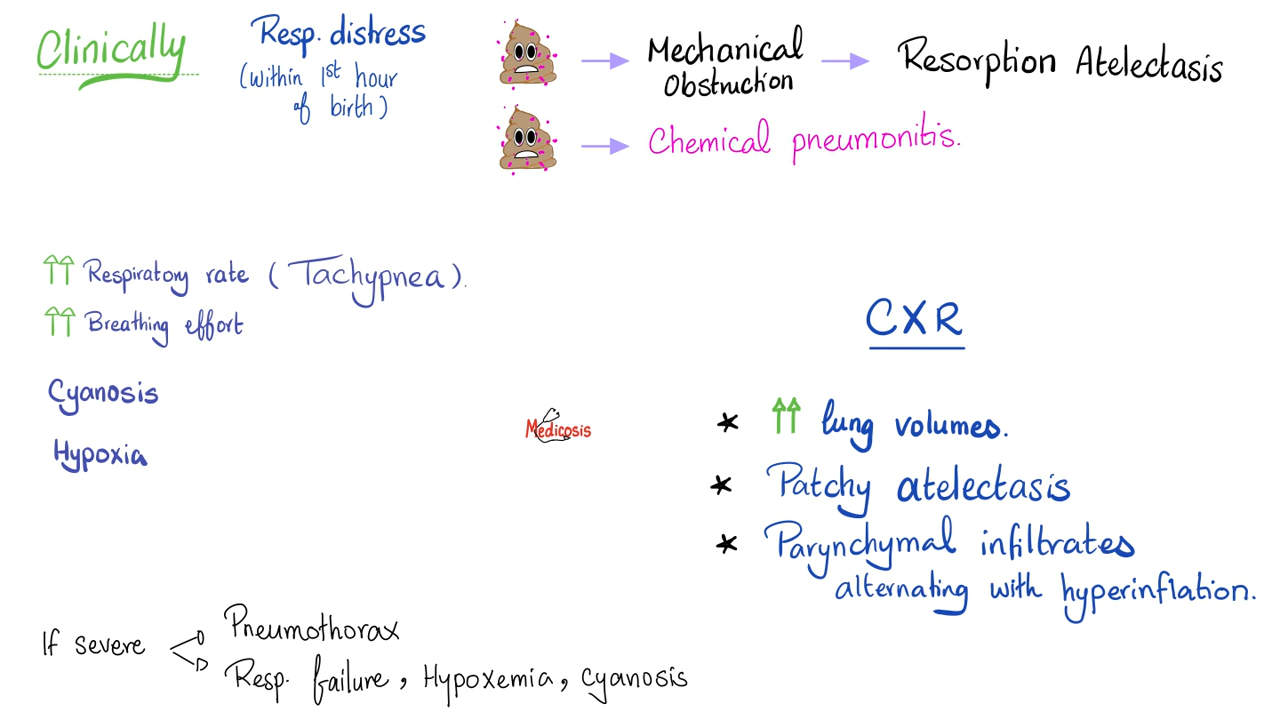 Clinically
Resp. distress
(within 1st hour
of birth)
Mechanical
Obstruction
Resorption Atelectasis
Chemical pneumonitis.
↑↑ Respiratory rate (Tachypnea).
↑↑ Breathing effort
Cyanosis
Hypoxia
Medicosis
CXR
* ↑↑ lung volumes.
* Patchy atelectasis
* Parynchymal infiltrates
alternating with hyperinflation.
If severe
Pneumothorax
Resp. failure, Hypoxemia, cyanosis